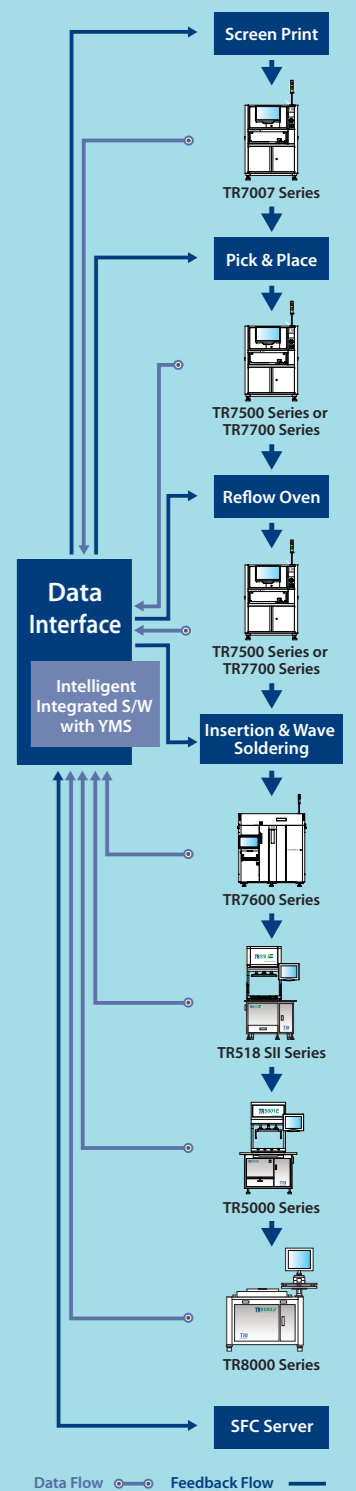 Screen Print
TR7007 Series
Pick & Place
TR7500 Series or
TR7700 Series
Reflow Oven
Data
Interface
TR7500 Series or
TR7700 Series
Intelligent
Integrated S/W
with YMS
Insertion & Wave
Soldering
TR7600 Series
TR518 SII Series
TR5001E
TR5000 Series
TR8000 Series
SFC Server
Data Flow
Feedback Flow